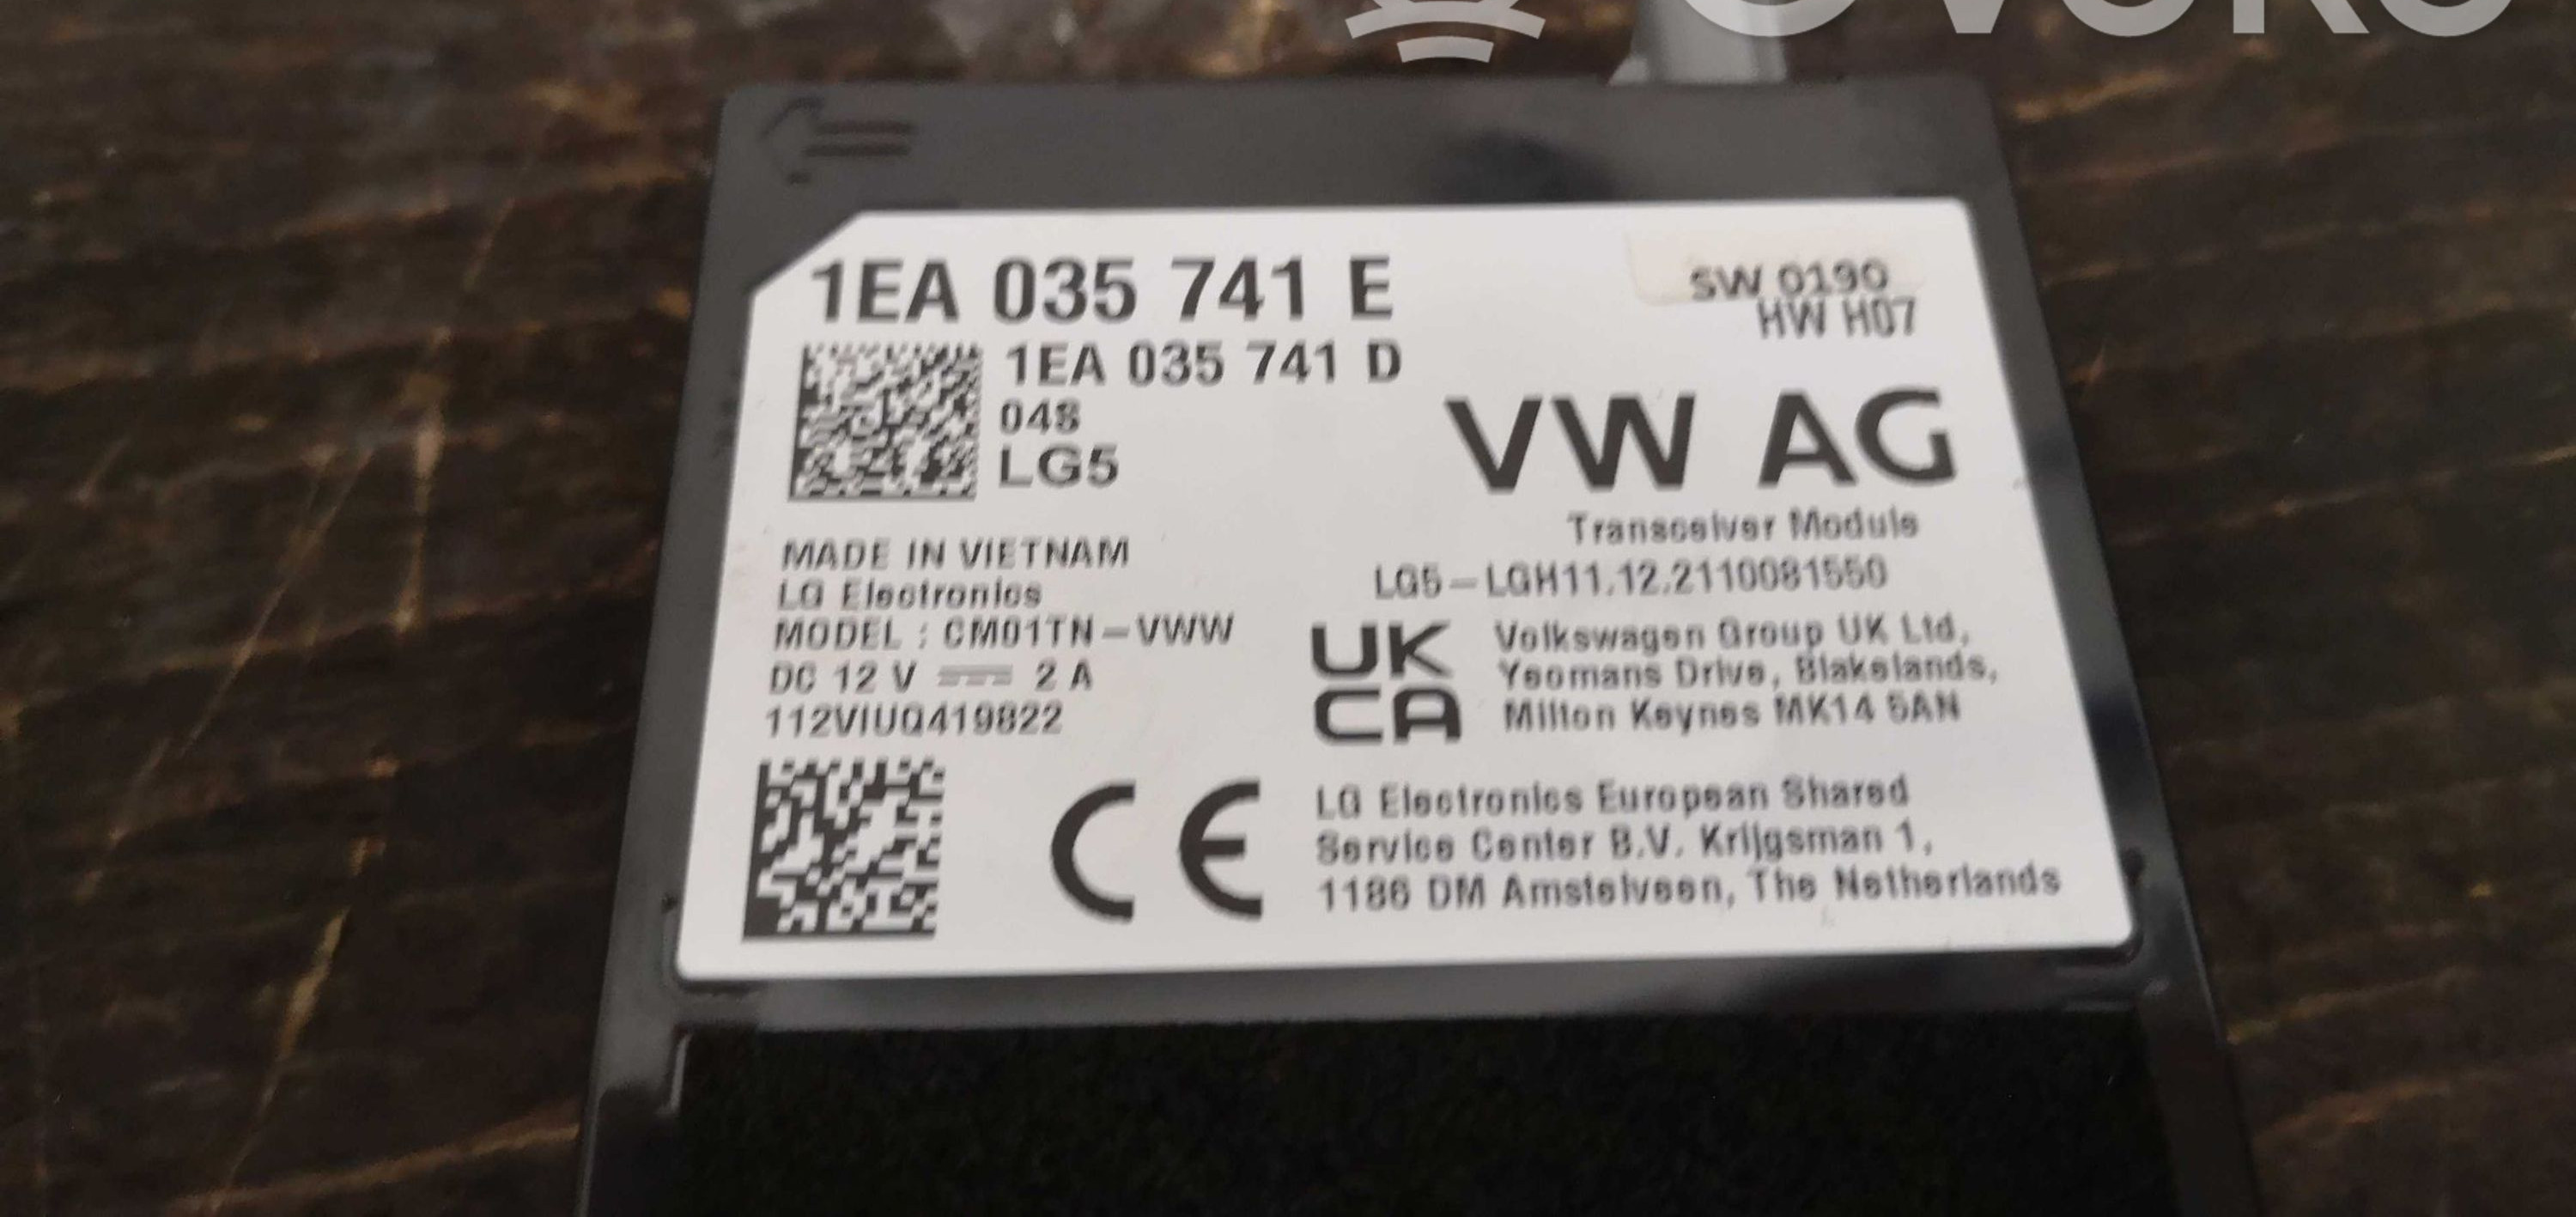 1EA 035 741 E
SW 0190
HW H07
1EA 035 741 D
048
LG5
VW AG
Transceiver Module
LG5-LGH11.12.2110081550
MADE IN VIETNAM
LG Electronics
MODEL : CM01TN-VWW
DC 12 V ⎓ 2 A
112VIUQ419822
UK
CA
Volkswagen Group UK Ltd,
Yeomans Drive, Blakelands,
Milton Keynes MK14 5AN
CE
LG Electronics European Shared
Service Center B.V. Krijgsman 1,
1186 DM Amstelveen, The Netherlands